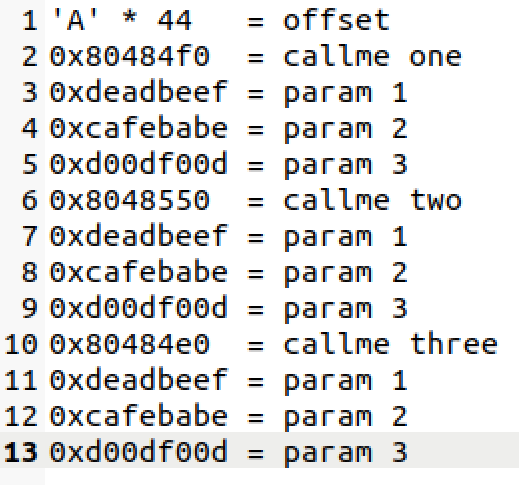 1 'A' * 44   = offset
2 0x80484f0  = callme one
3 0xdeadbeef = param 1
4 0xcafebabe = param 2
5 0xd00df00d = param 3
6 0x8048550  = callme two
7 0xdeadbeef = param 1
8 0xcafebabe = param 2
9 0xd00df00d = param 3
10 0x80484e0  = callme three
11 0xdeadbeef = param 1
12 0xcafebabe = param 2
13 0xd00df00d = param 3